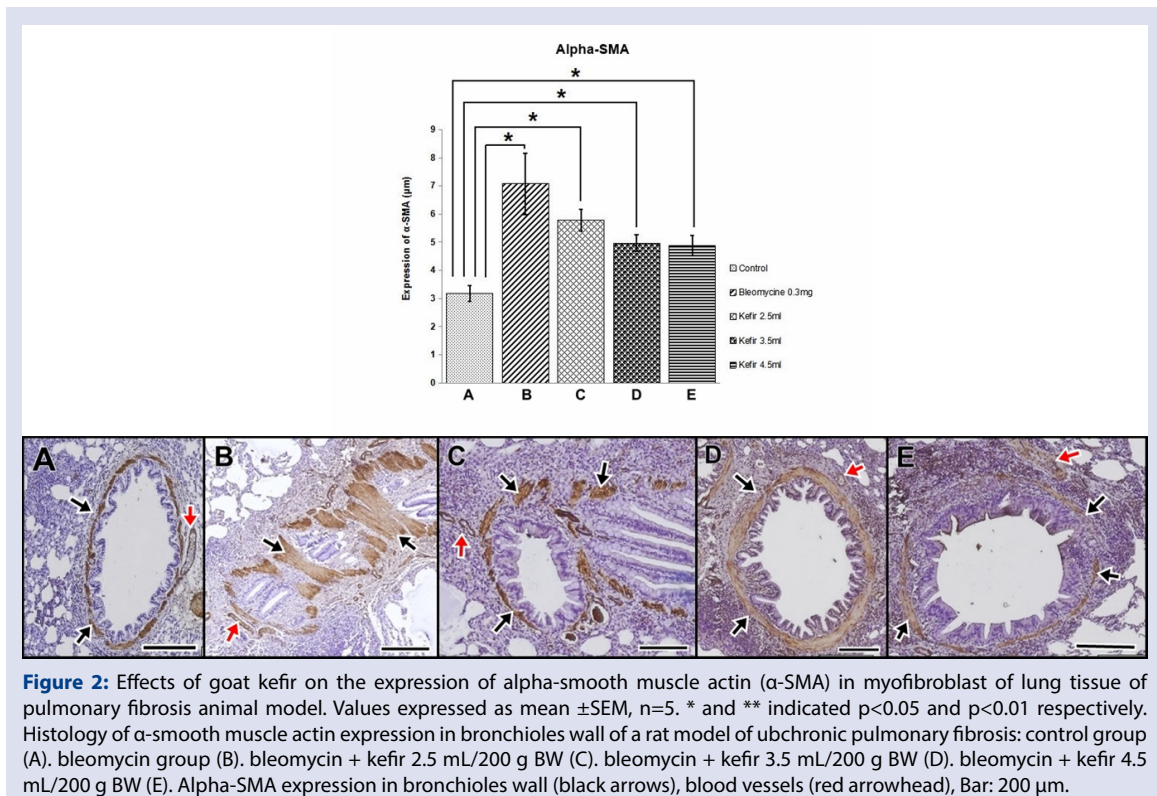 Alpha-SMA
*
*
*
*
Expression of α-SMA (µm)
9
8
7
6
5
4
3
2
1
0
A B C D E
Control
Bleomycine 0.3mg
Kefir 2.5ml
Kefir 3.5ml
Kefir 4.5ml
A B C D E
Figure 2: Effects of goat kefir on the expression of alpha-smooth muscle actin (α-SMA) in myofibroblast of lung tissue of
pulmonary fibrosis animal model. Values expressed as mean ±SEM, n=5. * and ** indicated p<0.05 and p<0.01 respectively.
Histology of α-smooth muscle actin expression in bronchioles wall of a rat model of ubchronic pulmonary fibrosis: control group
(A). bleomycin group (B). bleomycin + kefir 2.5 mL/200 g BW (C). bleomycin + kefir 3.5 mL/200 g BW (D). bleomycin + kefir 4.5
mL/200 g BW (E). Alpha-SMA expression in bronchioles wall (black arrows), blood vessels (red arrowhead), Bar: 200 µm.